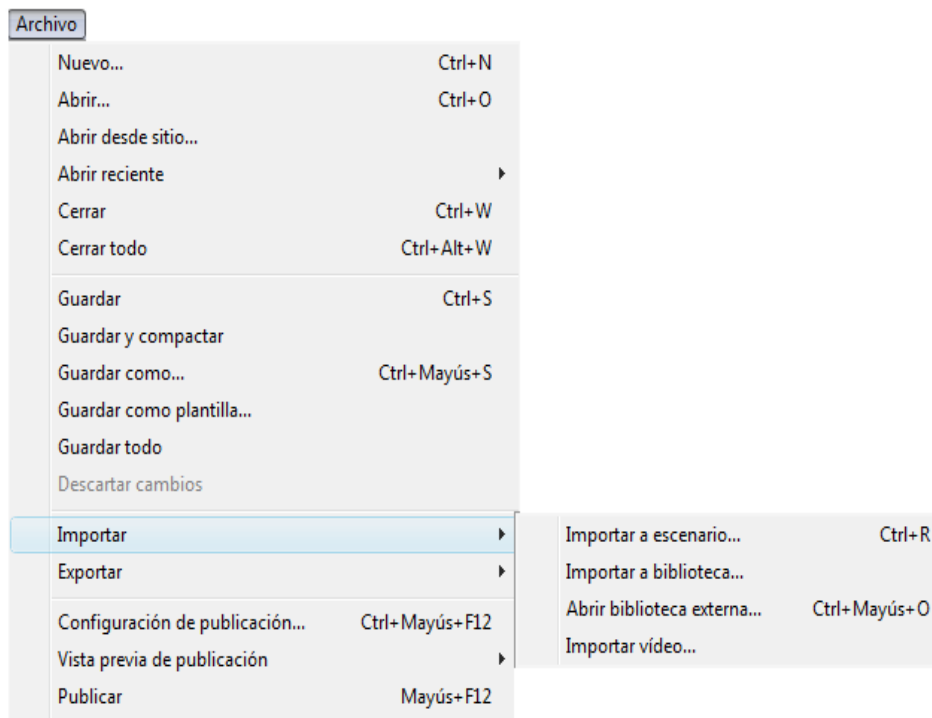 Archivo
Nuevo... Ctrl+N
Abrir... Ctrl+O
Abrir desde sitio...
Abrir reciente
Cerrar Ctrl+W
Cerrar todo Ctrl+Alt+W
Guardar Ctrl+S
Guardar y compactar
Guardar como... Ctrl+Mayús+S
Guardar como plantilla...
Guardar todo
Descartar cambios
Importar
Exportar
Configuración de publicación... Ctrl+Mayús+F12
Vista previa de publicación
Publicar Mayús+F12
Importar a escenario... Ctrl+R
Importar a biblioteca...
Abrir biblioteca externa... Ctrl+Mayús+O
Importar vídeo...